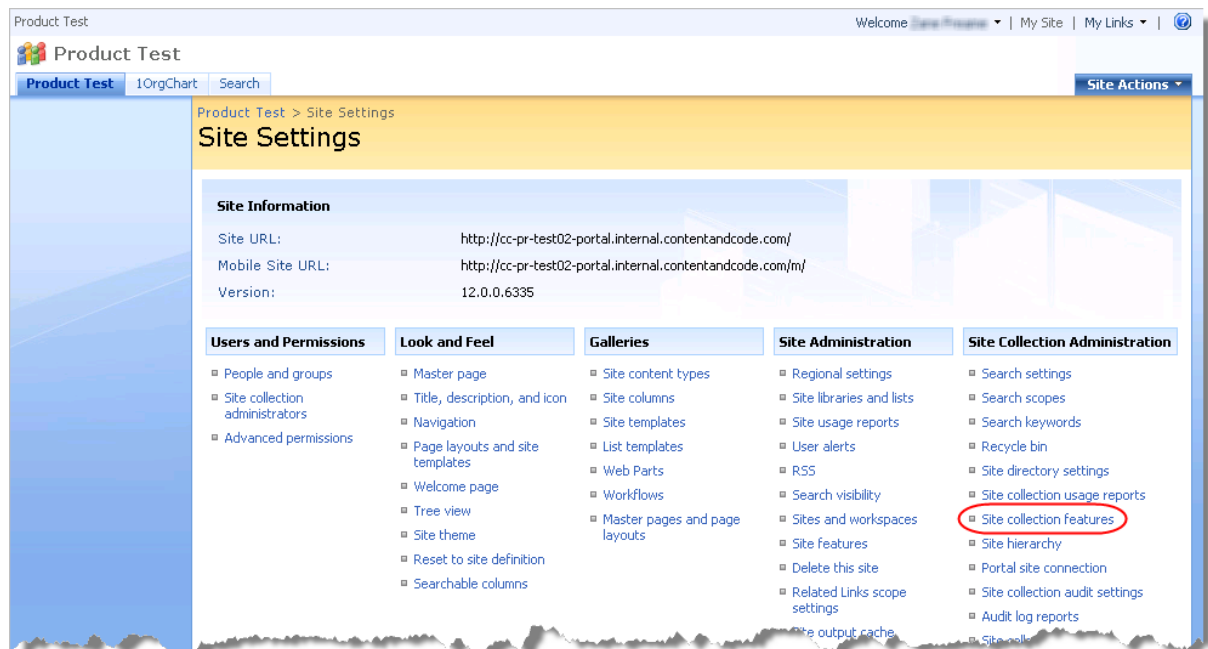 Product Test
Welcome
My Site | My Links |
Product Test
Product Test
1OrgChart
Search
Site Actions
Product Test > Site Settings
Site Settings
Site Information
Site URL:
http://cc-pr-test02-portal.internal.contentandcode.com/
Mobile Site URL:
http://cc-pr-test02-portal.internal.contentandcode.com/m/
Version:
12.0.0.6335
Users and Permissions
People and groups
Site collection
administrators
Advanced permissions
Look and Feel
Master page
Title, description, and icon
Navigation
Page layouts and site
templates
Welcome page
Tree view
Site theme
Reset to site definition
Searchable columns
Galleries
Site content types
Site columns
Site templates
List templates
Web Parts
Workflows
Master pages and page
layouts
Site Administration
Regional settings
Site libraries and lists
Site usage reports
User alerts
RSS
Search visibility
Sites and workspaces
Site features
Delete this site
Related Links scope
settings
output cache
Site Collection Administration
Search settings
Search scopes
Search keywords
Recycle bin
Site directory settings
Site collection usage reports
Site collection features
Site hierarchy
Portal site connection
Site collection audit settings
Audit log reports
Site